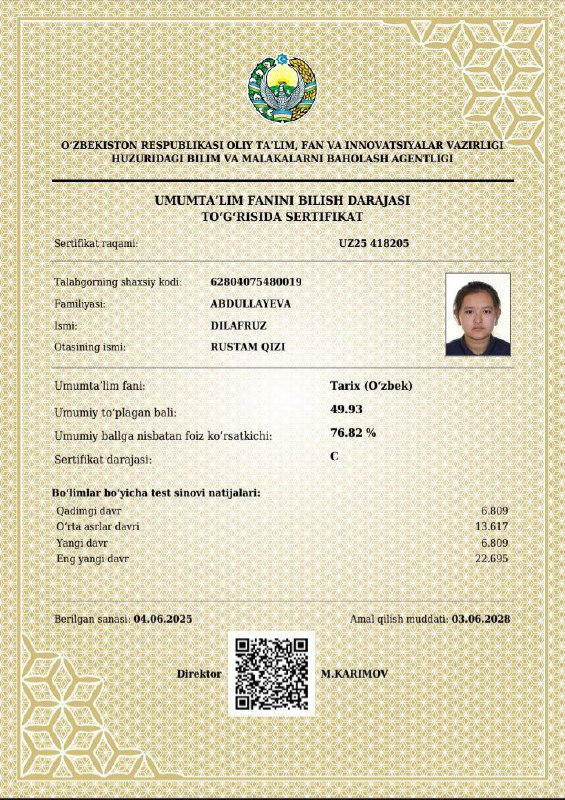 O‘ZBEKISTON RESPUBLIKASI OLIY TA’LIM, FAN VA INNOVATSIYALAR VAZIRLIGI
HUZURIDAGI BILIM VA MALAKALARNI BAHOLASH AGENTLIGI
UMUMTA’LIM FANINI BILISH DARAJASI
TO‘G‘RISIDA SERTIFIKAT
Sertifikat raqami: UZ25 418205
Talabgorning shaxsiy kodi: 62804075480019
Familiyasi: ABDULLAYEVA
Ismi: DILAFRUZ
Otasining ismi: RUSTAM QIZI
Umumta’lim fani: Tarix (O‘zbek)
Umumiy to‘plagan bali: 49.93
Umumiy ballga nisbatan foiz ko‘rsatkichi: 76.82 %
Sertifikat darajasi: C
Bo‘limlar bo‘yicha test sinovi natijalari:
Qadimgi davr 6.809
O‘rta asrlar davri 13.617
Yangi davr 6.809
Eng yangi davr 22.695
Berilgan sanasi: 04.06.2025 Amal qilish muddati: 03.06.2028
Direktor M.KARIMOV